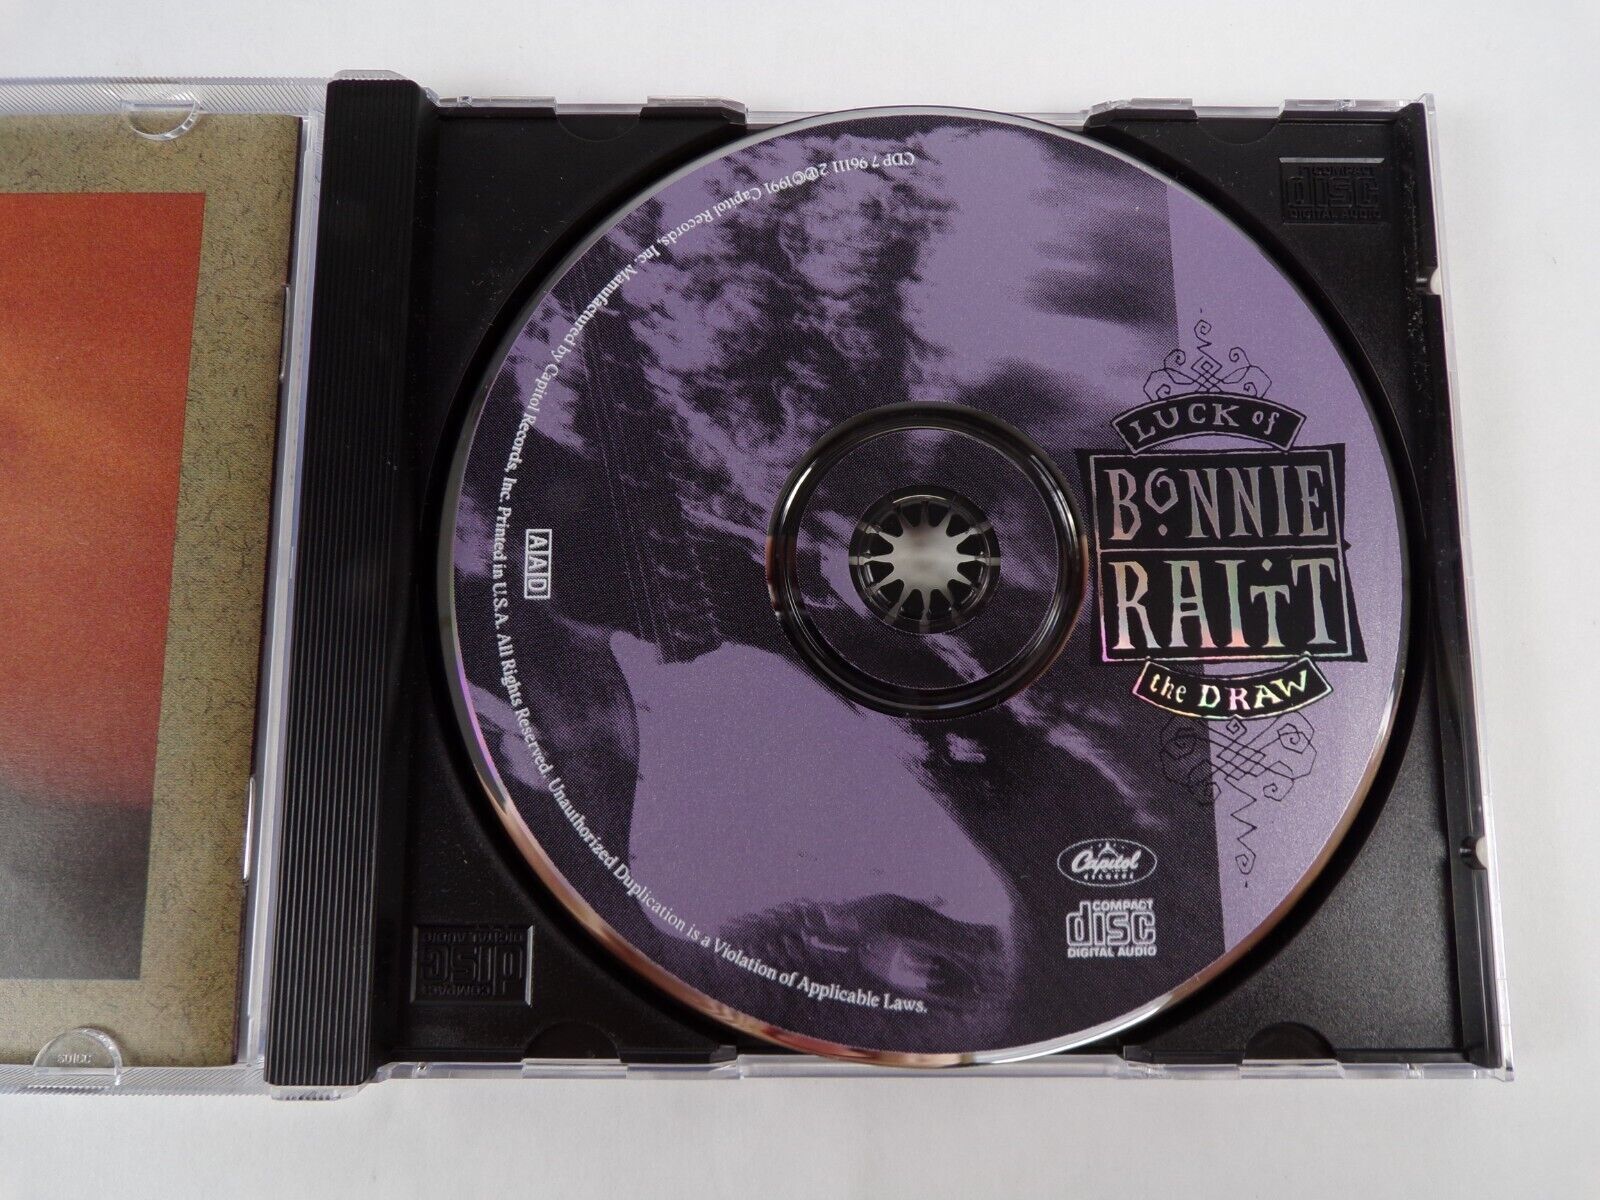 CDP 7 96111 2 ℗©1991 Capitol Records, Inc. Manufactured by Capitol Records, Inc. Printed in U.S.A. All Rights Reserved. Unauthorized Duplication is a Violation of Applicable Laws.
AAD
LUCK of
BONNIE
RAITT
the DRAW
Capitol
RECORDS
COMPACT
disc
DIGITAL AUDIO
COMPACT
disc
DIGITAL AUDIO
COMPACT
disc
DIGITAL AUDIO